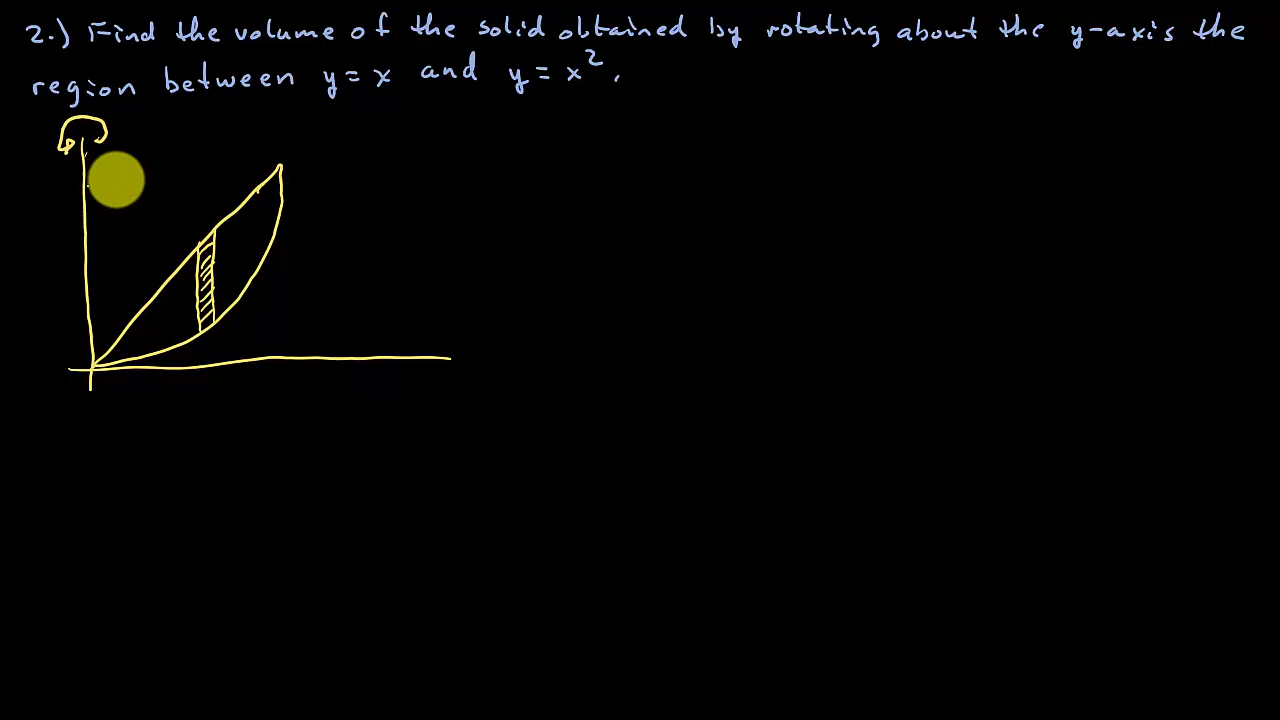 2.) Find the volume of the solid obtained by rotating about the y-axis the
region between y = x and y = x².